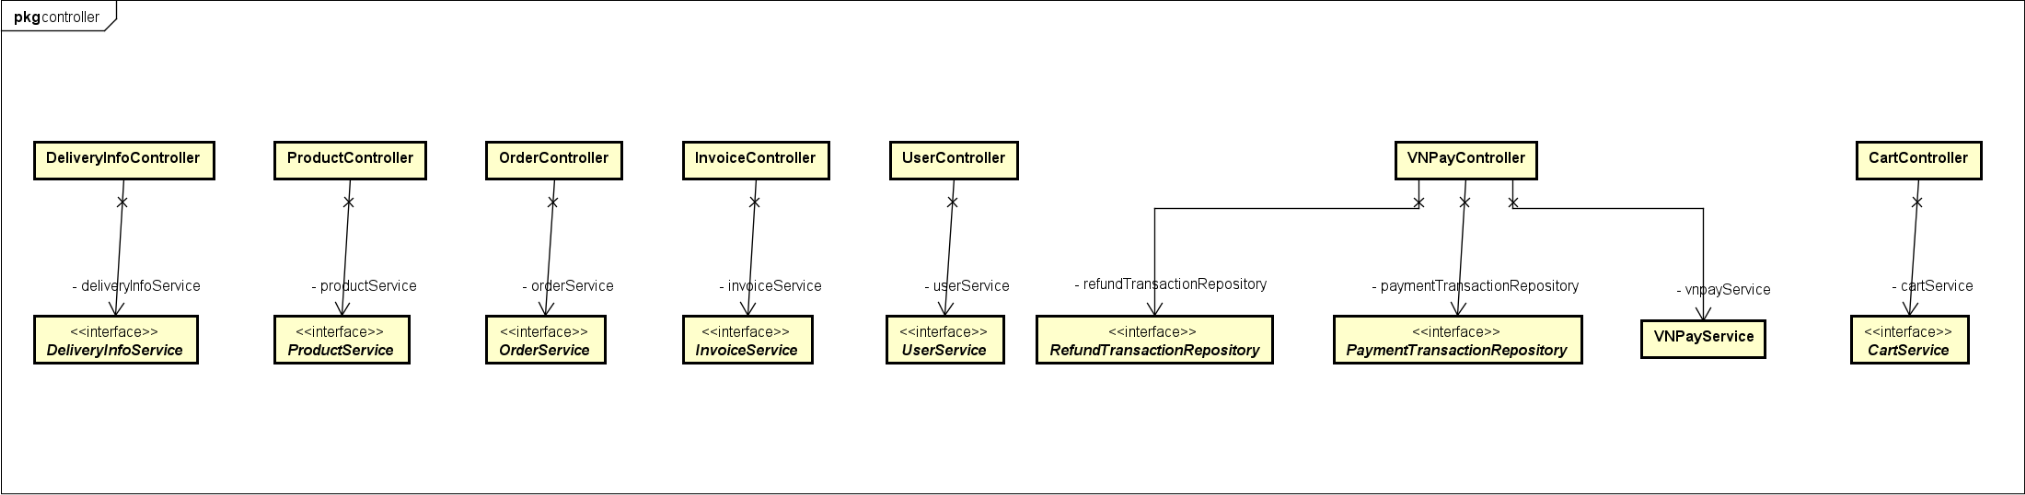 pkg controller
DeliveryInfoController
ProductController
OrderController
InvoiceController
UserController
VNPayController
CartController
- deliveryInfoService
- productService
- orderService
- invoiceService
- userService
- refundTransactionRepository
- paymentTransactionRepository
- vnpayService
- cartService
<<interface>>
DeliveryInfoService
<<interface>>
ProductService
<<interface>>
OrderService
<<interface>>
InvoiceService
<<interface>>
UserService
<<interface>>
RefundTransactionRepository
<<interface>>
PaymentTransactionRepository
VNPayService
<<interface>>
CartService